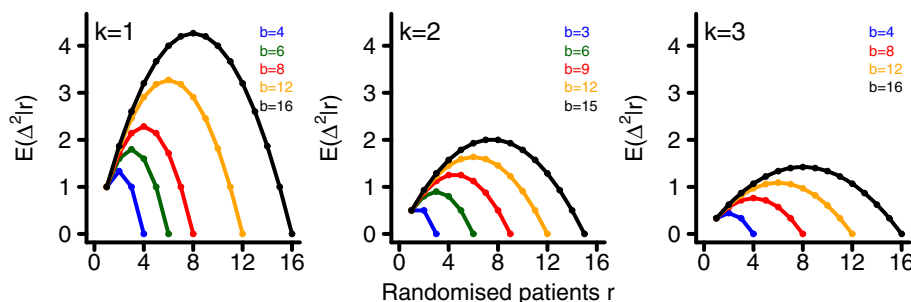 k=1
b=4
b=6
b=8
b=12
b=16
E(Δ²|r)
4
3
2
1
0
0 4 8 12 16
k=2
b=3
b=6
b=9
b=12
b=15
E(Δ²|r)
4
3
2
1
0
0 4 8 12 16
k=3
b=4
b=8
b=12
b=16
E(Δ²|r)
4
3
2
1
0
0 4 8 12 16
Randomised patients r